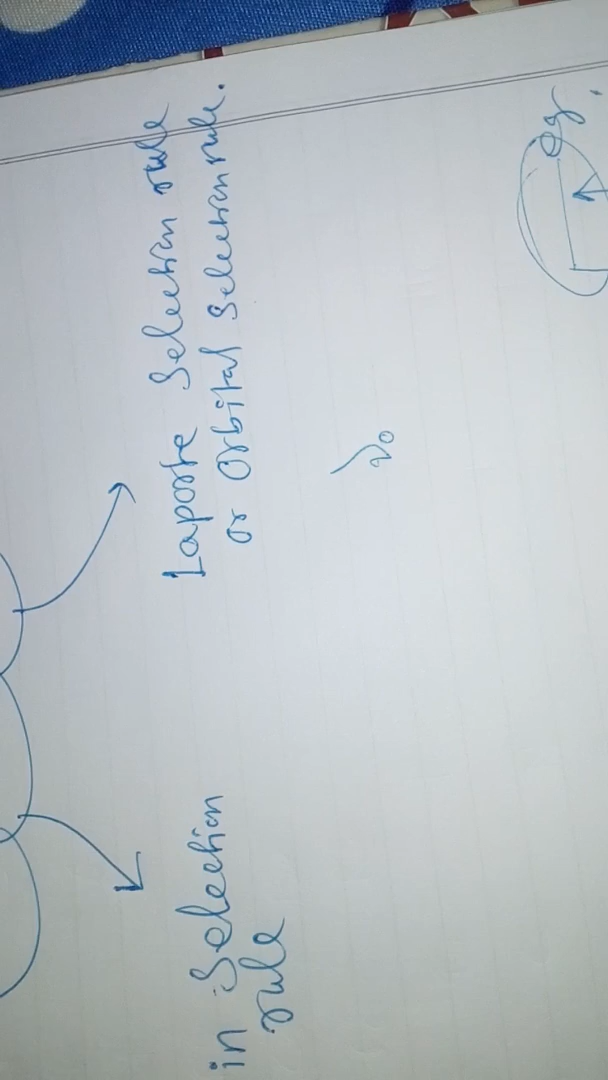 Laporte Selection rule
or Orbital Selection rule.
in Selection
rule
eg.